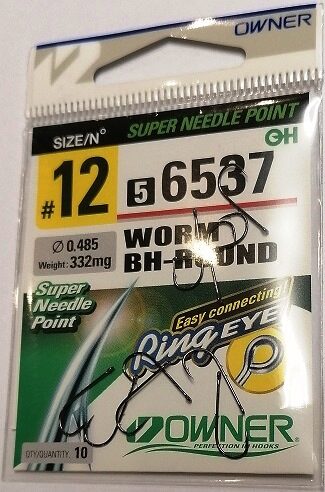 OWNER
SUPER NEEDLE POINT
SIZE/N°
#12
5 6537
Ø 0.485
Weight: 332mg
WORM
BH-ROUND
Super
Needle
Point
Easy connecting!
Ring EYE
OWNER
PERFECTION IN HOOKS
QTY/QUANTITY: 10